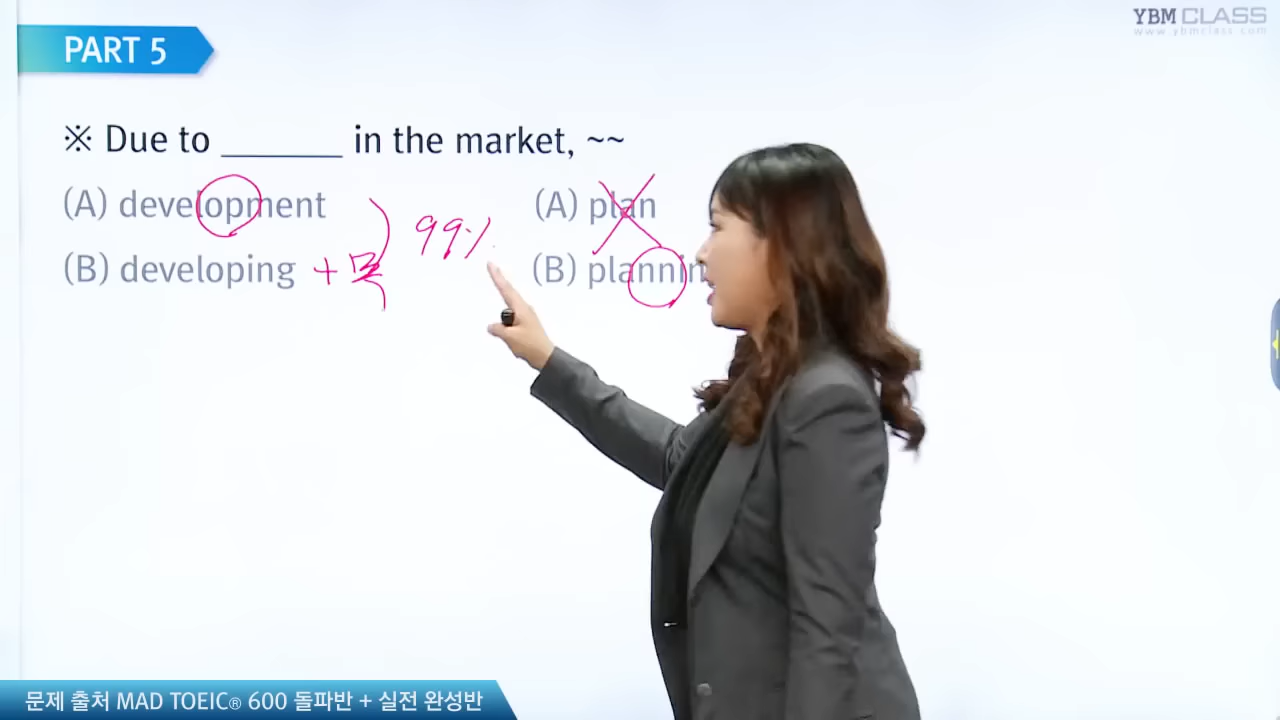 YBM CLASS
www.ybmclass.com
PART 5
※ Due to ______ in the market, ~~
(A) development
(B) developing + 목
99%
(A) plan
(B) plannin
문제 출처 MAD TOEIC® 600 돌파반 + 실전 완성반